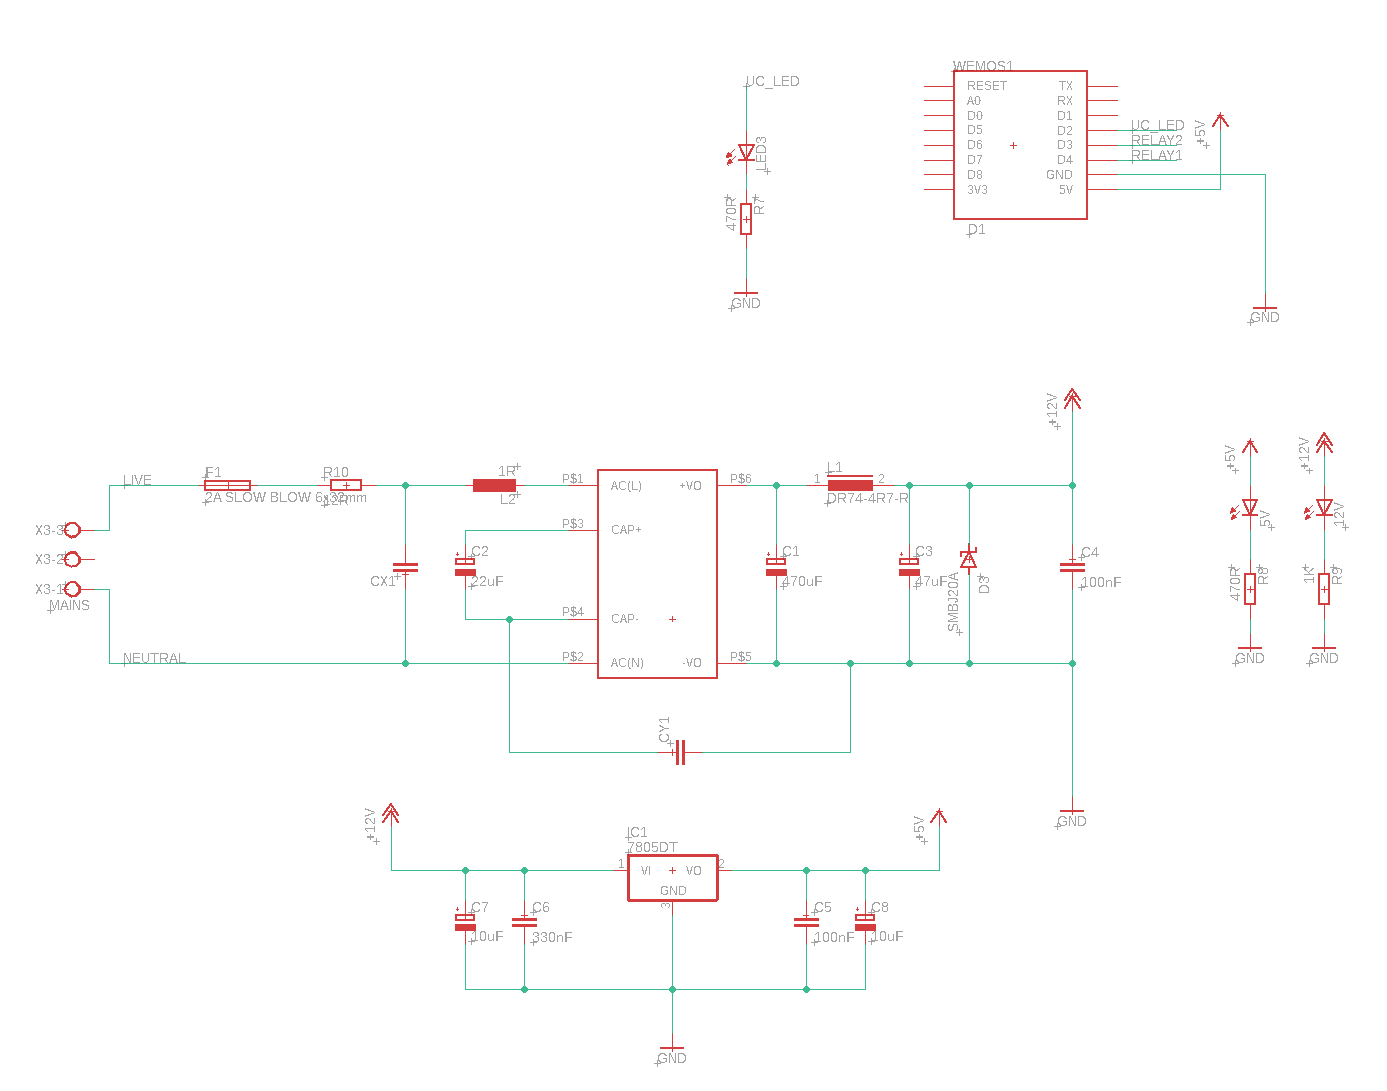 UC_LED
LED3
470R
R7
GND
WEMOS1
RESET
A0
D0
D5
D6
D7
D8
3V3
TX
RX
D1
D2
D3
D4
GND
5V
D1
UC_LED
RELAY2
RELAY1
+5V
GND
X3-3
X3-2
X3-1
MAINS
LIVE
NEUTRAL
F1
2A SLOW BLOW 6x32mm
R10
12R
CX1
1R
L2
C2
22uF
P$1
P$3
P$4
P$2
AC(L)
CAP+
CAP-
AC(N)
+VO
-VO
P$6
P$5
CY1
C1
470uF
L1
1
2
DR74-4R7-R
C3
47uF
SMBJ20A
D3
C4
100nF
+12V
GND
+5V
5V
470R
R8
GND
+12V
12V
1K
R9
GND
+12V
C7
10uF
C6
330nF
IC1
7805DT
1
VI
VO
2
GND
3
C5
100nF
C8
10uF
+5V
GND